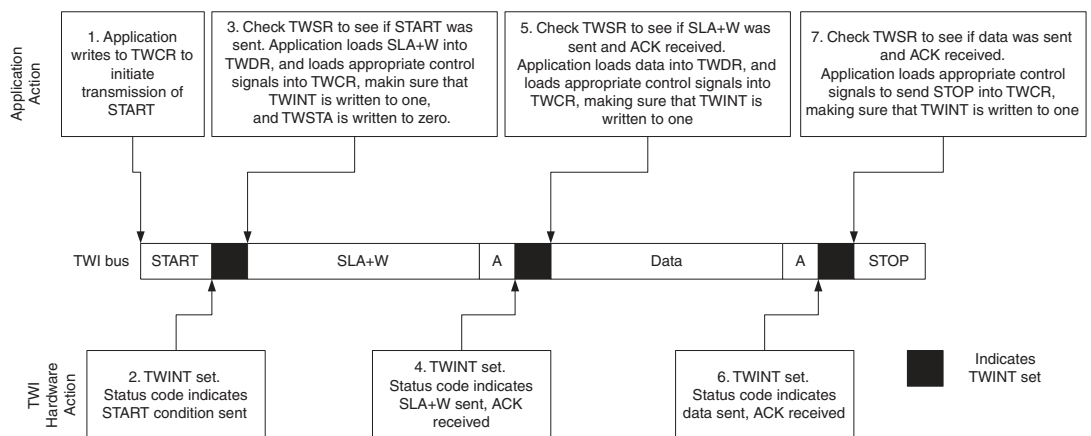 Application
Action
1. Application
writes to TWCR to
initiate
transmission of
START
3. Check TWSR to see if START was
sent. Application loads SLA+W into
TWDR, and loads appropriate control
signals into TWCR, makin sure that
TWINT is written to one,
and TWSTA is written to zero.
5. Check TWSR to see if SLA+W was
sent and ACK received.
Application loads data into TWDR, and
loads appropriate control signals into
TWCR, making sure that TWINT is
written to one
7. Check TWSR to see if data was sent
and ACK received.
Application loads appropriate control
signals to send STOP into TWCR,
making sure that TWINT is written to one
TWI bus
START
SLA+W
A
Data
A
STOP
TWI
Hardware
Action
2. TWINT set.
Status code indicates
START condition sent
4. TWINT set.
Status code indicates
SLA+W sent, ACK
received
6. TWINT set.
Status code indicates
data sent, ACK received
Indicates
TWINT set